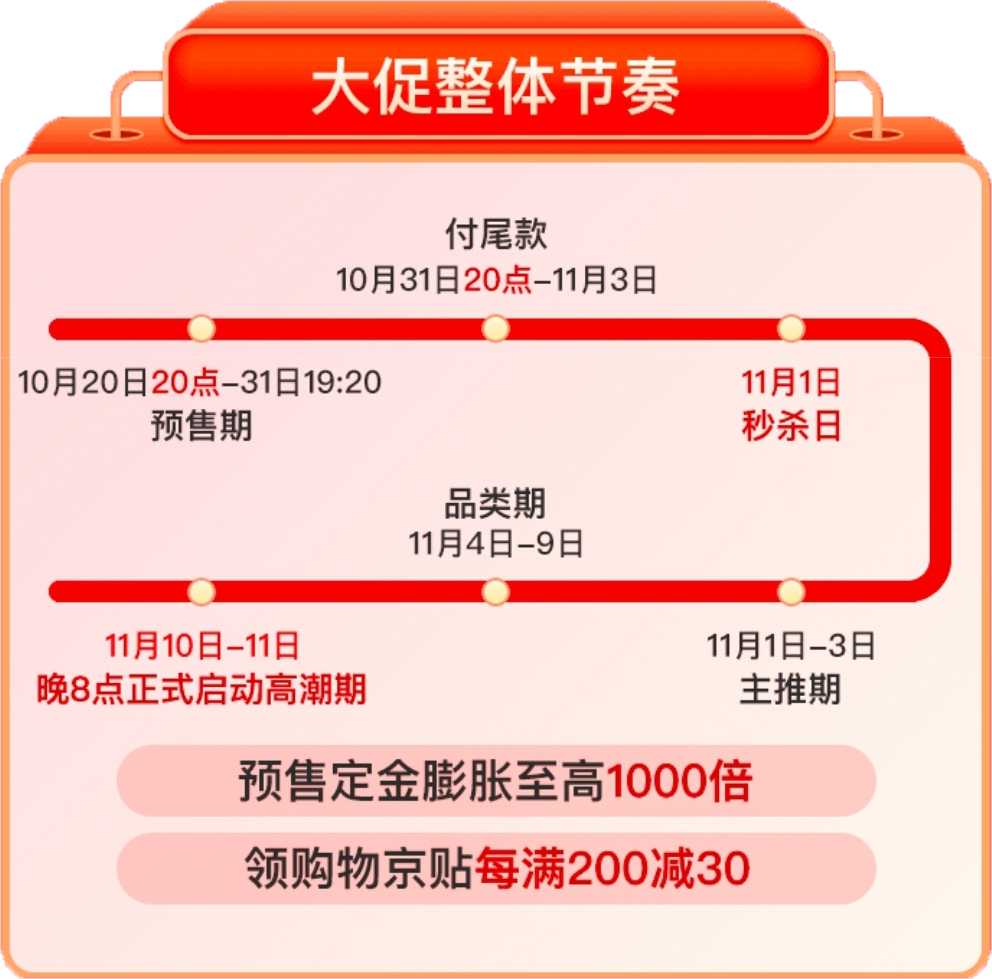 大促整体节奏
付尾款
10月31日20点-11月3日
10月20日20点-31日19:20
预售期
11月1日
秒杀日
品类期
11月4日-9日
11月10日-11日
晚8点正式启动高潮期
11月1日-3日
主推期
预售定金膨胀至高1000倍
领购物京贴每满200减30